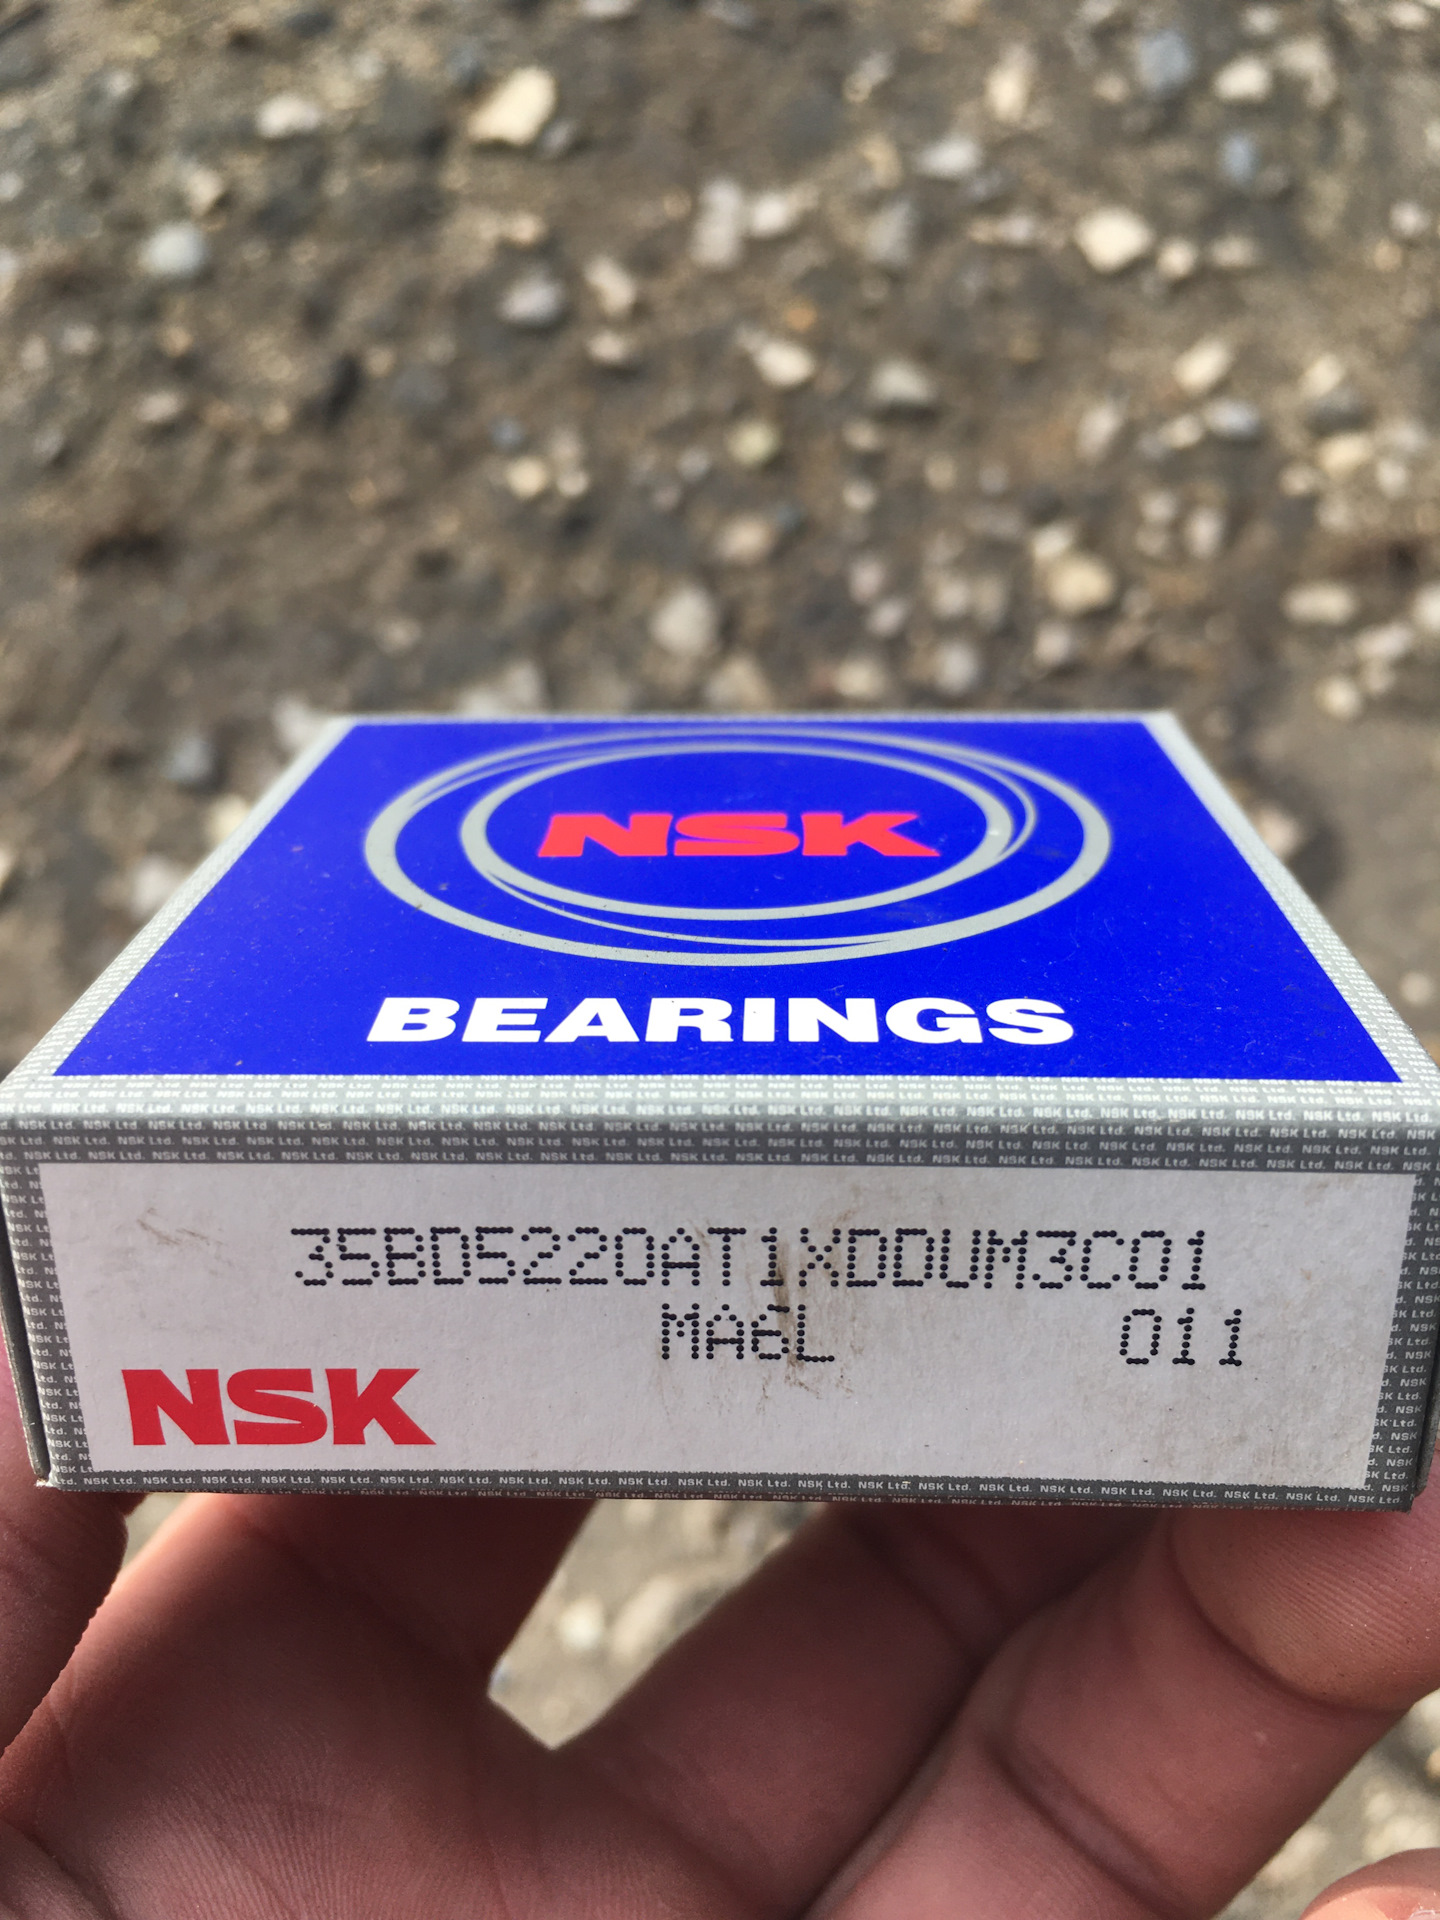 NSK
BEARINGS
35BD5220AT1XDDUM3C01
MA6L 011
NSK